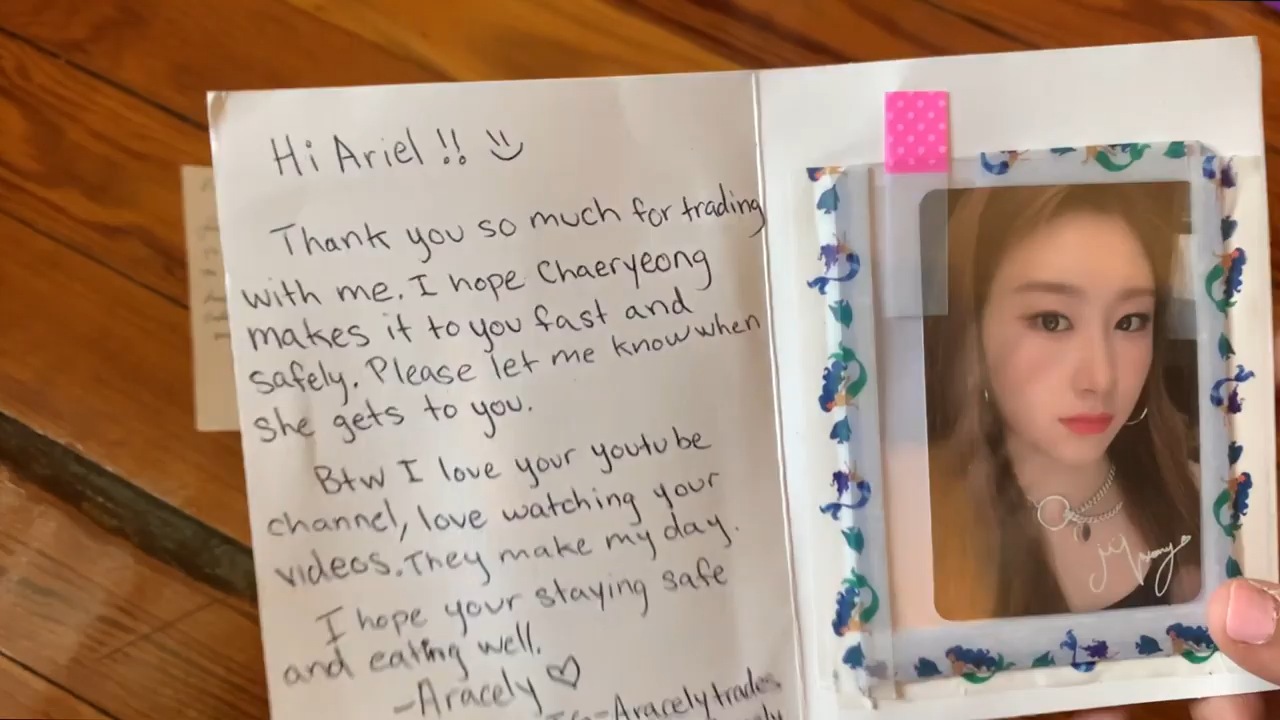 Hi Ariel !!
Thank you so much for trading
with me. I hope Chaeryeong
makes it to you fast and
safely. Please let me know when
she gets to you.
Btw I love your youtube
channel, love watching your
videos. They make my day.
I hope your staying safe
and eating well.
-Aracely ♡
IG-Aracelytrades